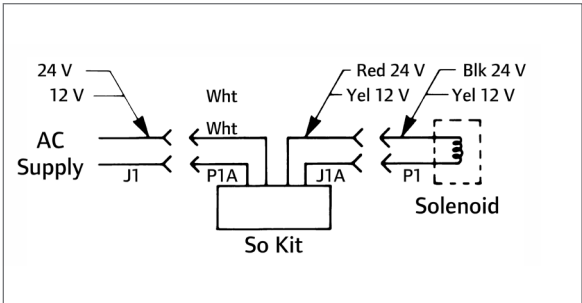 24 V
12 V
Wht
Red 24 V
Yel 12 V
Blk 24 V
Yel 12 V
AC
Supply
Wht
J1
P1A
J1A
P1
Solenoid
So Kit